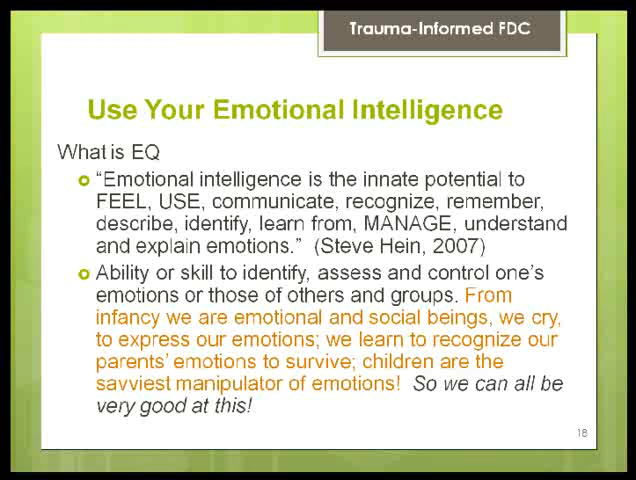 Trauma-Informed FDC
Use Your Emotional Intelligence
What is EQ
“Emotional intelligence is the innate potential to
FEEL, USE, communicate, recognize, remember,
describe, identify, learn from, MANAGE, understand
and explain emotions.” (Steve Hein, 2007)
Ability or skill to identify, assess and control one’s
emotions or those of others and groups. From
infancy we are emotional and social beings, we cry,
to express our emotions; we learn to recognize our
parents’ emotions to survive; children are the
savviest manipulator of emotions! So we can all be
very good at this!
18